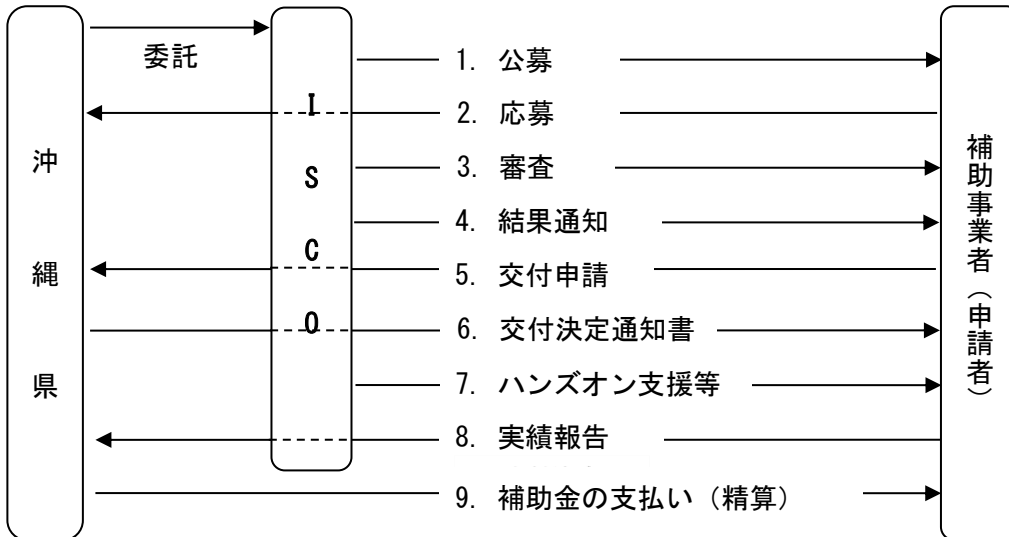 沖縄県
委託
ISCO
1. 公募
2. 応募
3. 審査
4. 結果通知
5. 交付申請
6. 交付決定通知書
7. ハンズオン支援等
8. 実績報告
9. 補助金の支払い（精算）
補助事業者（申請者）